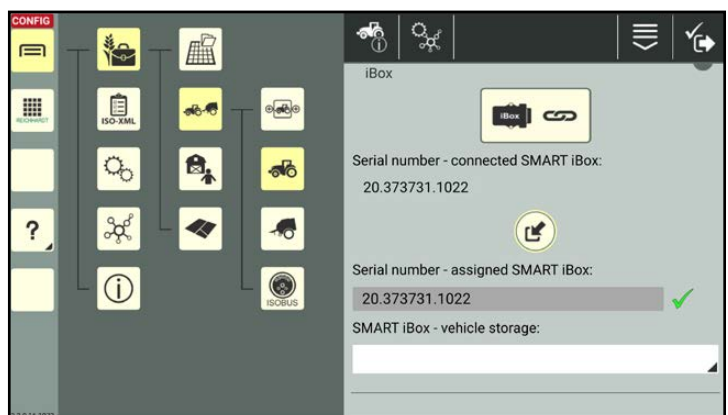 CONFIG
REICHHARDT
ISO-XML
?
ISOBUS
iBox
iBox
Serial number - connected SMART iBox:
20.373731.1022
Serial number - assigned SMART iBox:
20.373731.1022
SMART iBox - vehicle storage: